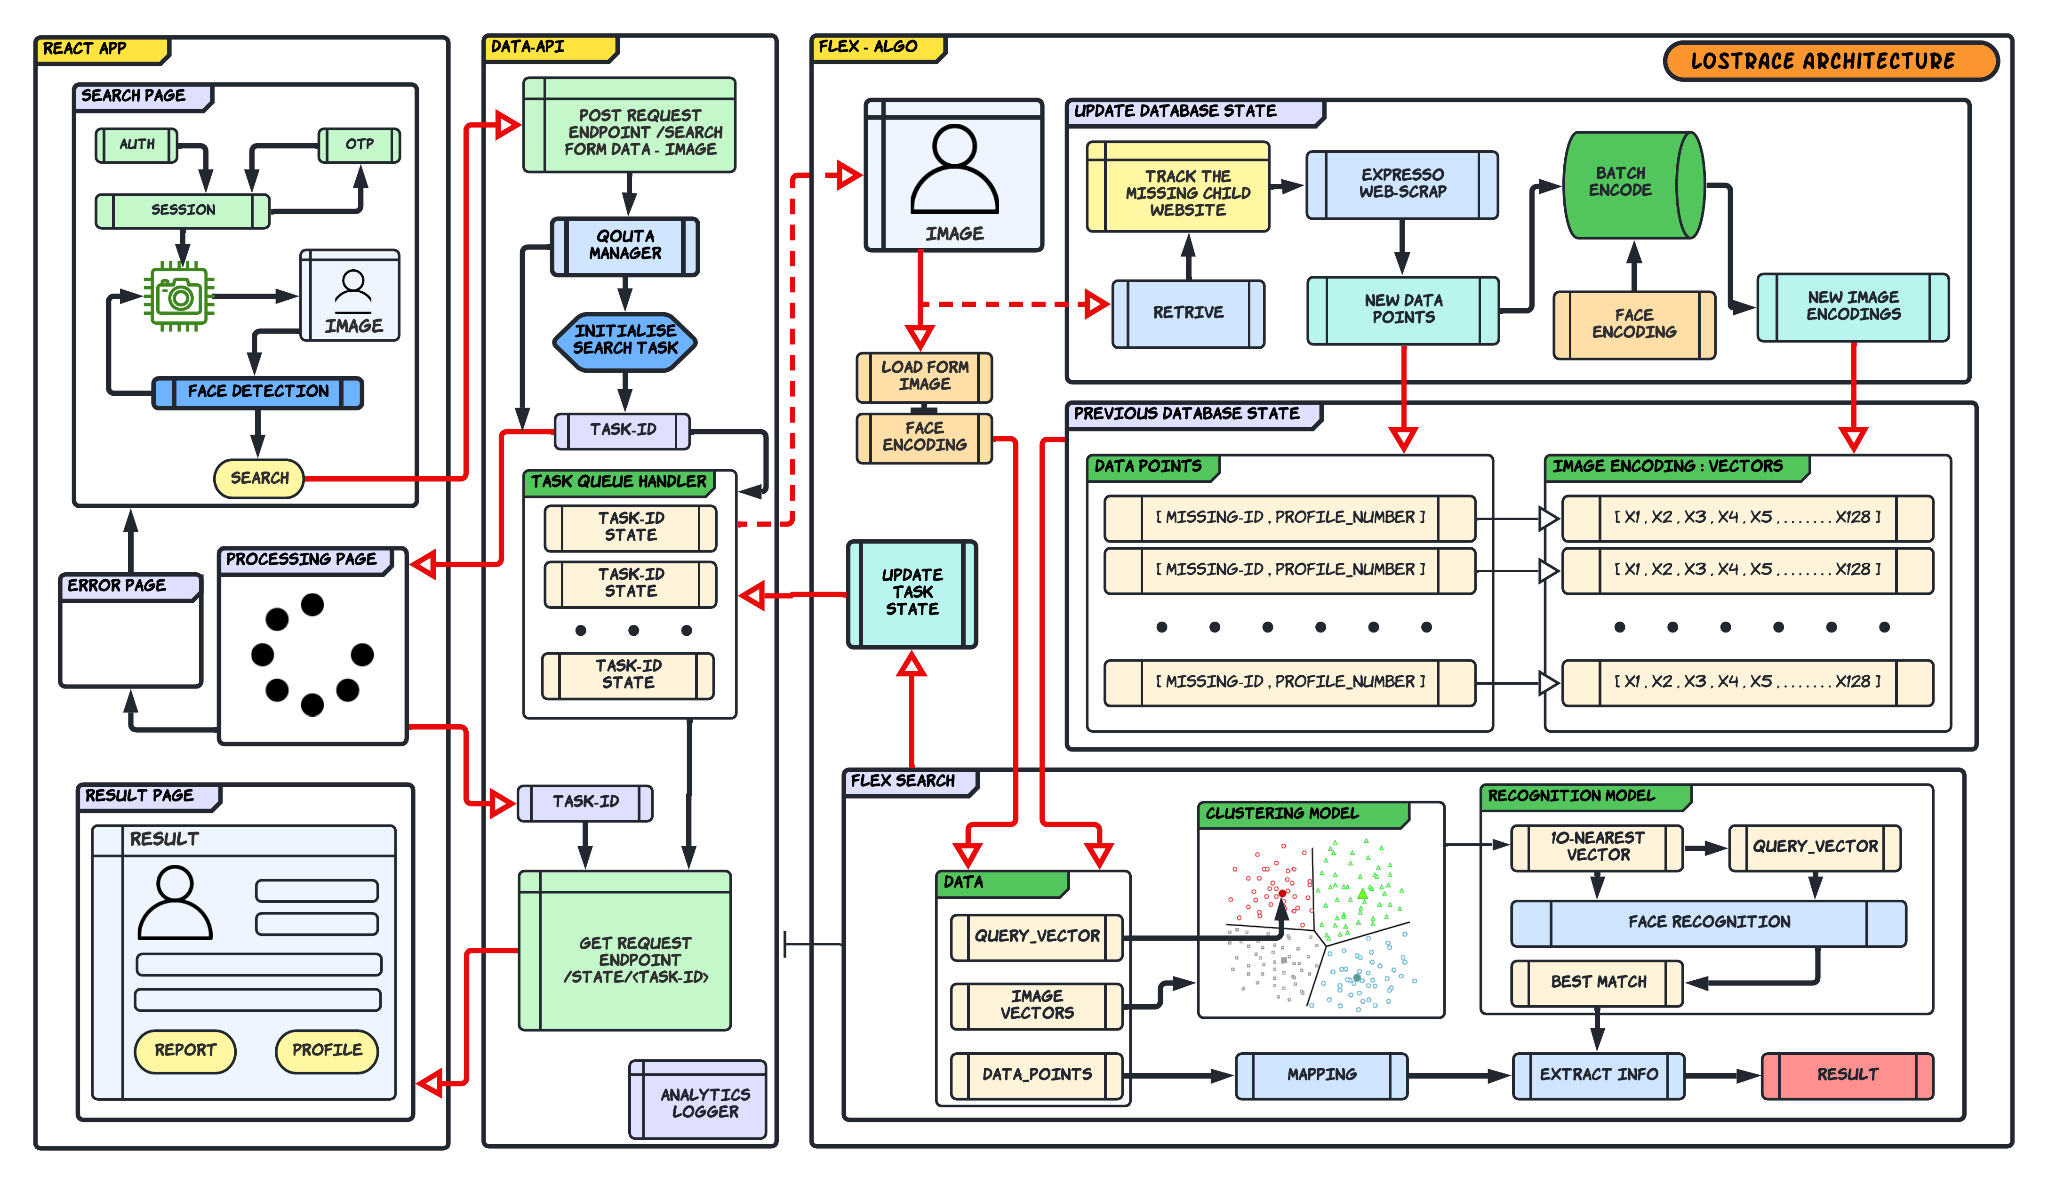 REACT APP
SEARCH PAGE
AUTH
OTP
SESSION
IMAGE
FACE DETECTION
SEARCH
ERROR PAGE
PROCESSING PAGE
RESULT PAGE
RESULT
REPORT
PROFILE
DATA-API
POST REQUEST
ENDPOINT /SEARCH
FORM DATA - IMAGE
QOUTA
MANAGER
INITIALISE
SEARCH TASK
TASK-ID
TASK QUEUE HANDLER
TASK-ID
STATE
TASK-ID
STATE
TASK-ID
STATE
TASK-ID
GET REQUEST
ENDPOINT
/STATE/<TASK-ID>
ANALYTICS
LOGGER
FLEX - ALGO
LOSTRACE ARCHITECTURE
IMAGE
LOAD FORM
IMAGE
FACE
ENCODING
UPDATE
TASK
STATE
UPDATE DATABASE STATE
TRACK THE
MISSING CHILD
WEBSITE
EXPRESSO
WEB-SCRAP
BATCH
ENCODE
RETRIVE
NEW DATA
POINTS
FACE
ENCODING
NEW IMAGE
ENCODINGS
PREVIOUS DATABASE STATE
DATA POINTS
IMAGE ENCODING : VECTORS
[ MISSING-ID , PROFILE_NUMBER ]
[ X1 , X2 , X3 , X4 , X5 , . . . . . . . X128 ]
[ MISSING-ID , PROFILE_NUMBER ]
[ X1 , X2 , X3 , X4 , X5 , . . . . . . . X128 ]
[ MISSING-ID , PROFILE_NUMBER ]
[ X1 , X2 , X3 , X4 , X5 , . . . . . . . X128 ]
FLEX SEARCH
DATA
QUERY_VECTOR
IMAGE
VECTORS
DATA_POINTS
CLUSTERING MODEL
RECOGNITION MODEL
10-NEAREST
VECTOR
QUERY_VECTOR
FACE RECOGNITION
BEST MATCH
MAPPING
EXTRACT INFO
RESULT